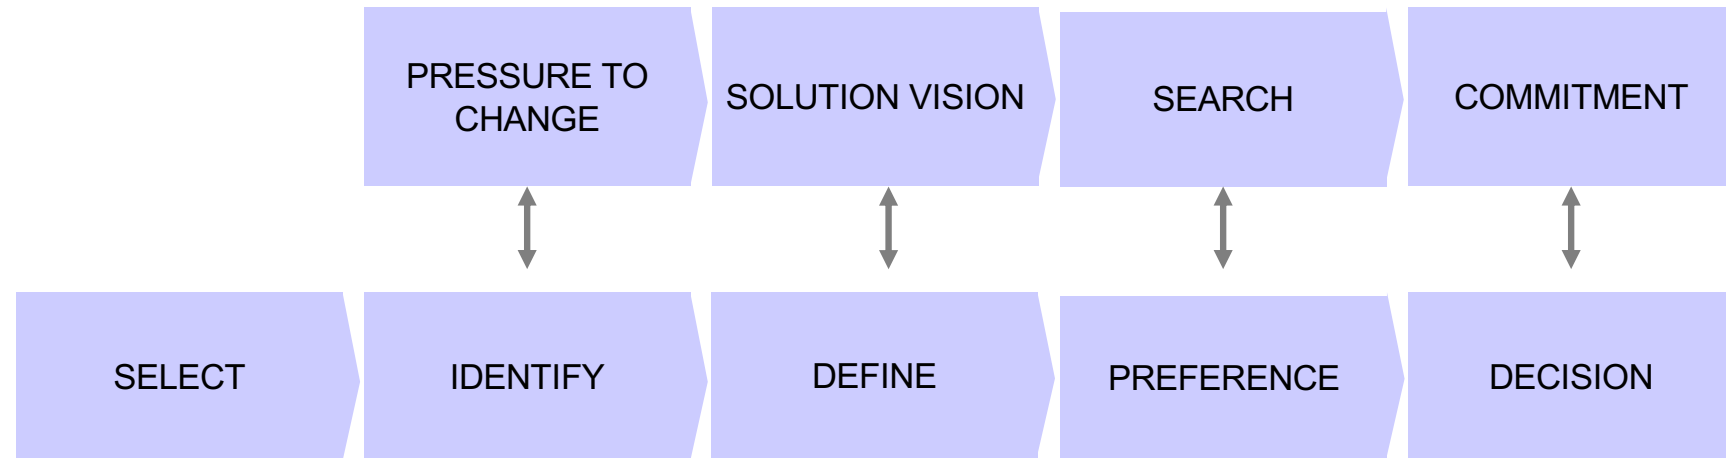 PRESSURE TO
CHANGE
SOLUTION VISION
SEARCH
COMMITMENT
SELECT
IDENTIFY
DEFINE
PREFERENCE
DECISION